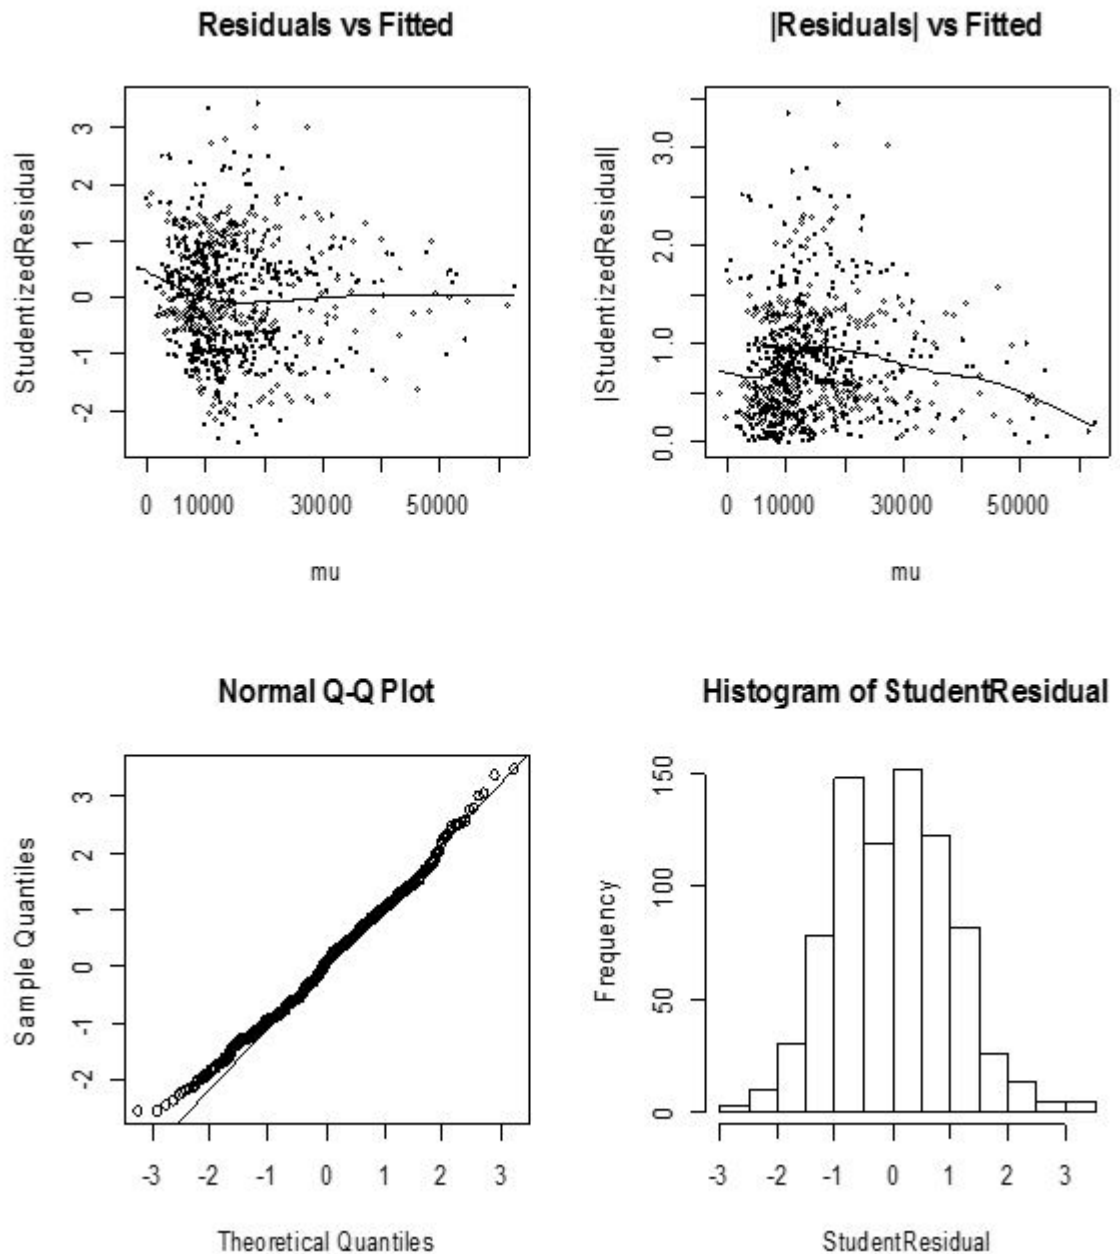 Residuals vs Fitted
|Residuals| vs Fitted
StudentizedResidual
3
2
1
0
-1
-2
0 10000 30000 50000
mu
|StudentizedResidual|
3.0
2.0
1.0
0.0
0 10000 30000 50000
mu
Normal Q-Q Plot
Histogram of StudentResidual
Sample Quantiles
3
2
1
0
-1
-2
-3 -2 -1 0 1 2 3
Theoretical Quantiles
Frequency
150
100
50
0
-3 -2 -1 0 1 2 3
StudentResidual